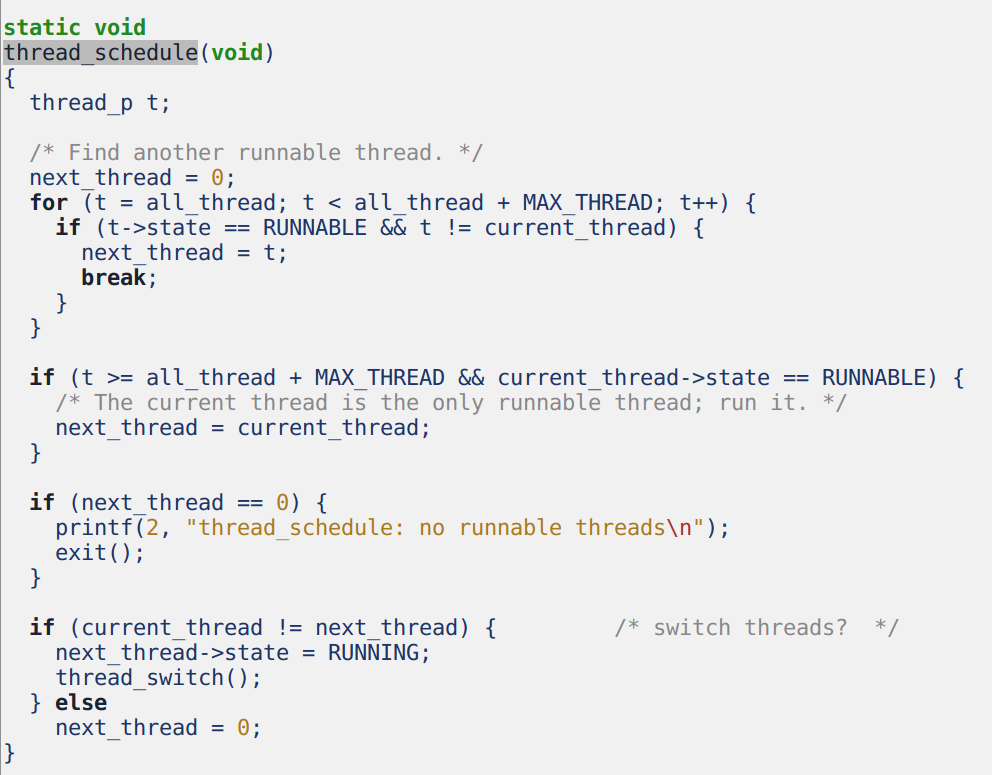 static void
thread_schedule(void)
{
  thread_p t;

  /* Find another runnable thread. */
  next_thread = 0;
  for (t = all_thread; t < all_thread + MAX_THREAD; t++) {
    if (t->state == RUNNABLE && t != current_thread) {
      next_thread = t;
      break;
    }
  }

  if (t >= all_thread + MAX_THREAD && current_thread->state == RUNNABLE) {
    /* The current thread is the only runnable thread; run it. */
    next_thread = current_thread;
  }

  if (next_thread == 0) {
    printf(2, "thread_schedule: no runnable threads\n");
    exit();
  }

  if (current_thread != next_thread) {         /* switch threads?  */
    next_thread->state = RUNNING;
    thread_switch();
  } else
    next_thread = 0;
}